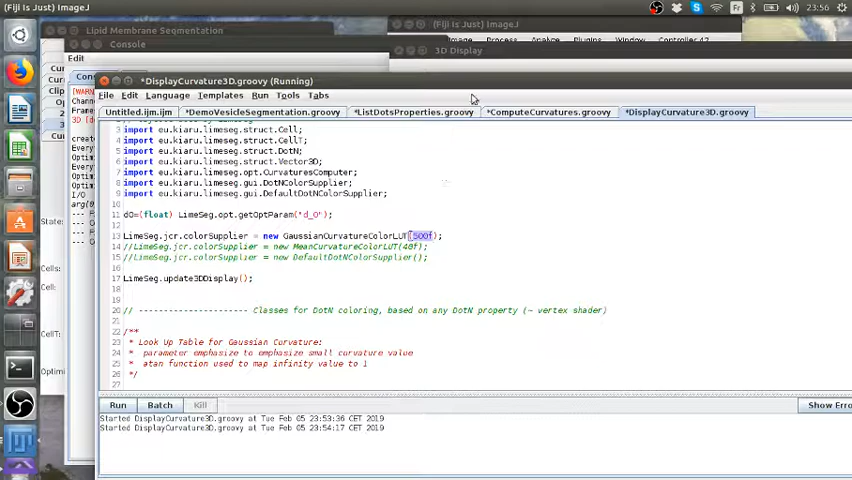 (Fiji Is Just) ImageJ
Fr
23:56
(Fiji Is Just) ImageJ
Lipid Membrane Segmentation
Console
3D Display
Edit
*DisplayCurvature3D.groovy (Running)
File Edit Language Templates Run Tools Tabs
Untitled.ijm.ijm *DemoVesicleSegmentation.groovy *ListDotsProperties.groovy *ComputeCurvatures.groovy *DisplayCurvature3D.groovy
3 import eu.kiaru.limeseg.struct.Cell;
4 import eu.kiaru.limeseg.struct.CellT;
5 import eu.kiaru.limeseg.struct.DotN;
6 import eu.kiaru.limeseg.struct.Vector3D;
7 import eu.kiaru.limeseg.opt.CurvaturesComputer;
8 import eu.kiaru.limeseg.gui.DotNColorSupplier;
9 import eu.kiaru.limeseg.gui.DefaultDotNColorSupplier;
10
11 d0=(float) LimeSeg.opt.getOptParam("d_0");
12
13 LimeSeg.jcr.colorSupplier = new GaussianCurvatureColorLUT(500f);
14 //LimeSeg.jcr.colorSupplier = new MeanCurvatureColorLUT(40f);
15 //LimeSeg.jcr.colorSupplier = new DefaultDotNColorSupplier();
16
17 LimeSeg.update3DDisplay();
18
19
20 // ---------------------- Classes for DotN coloring, based on any DotN property (~ vertex shader)
21
22 /**
23 * Look Up Table for Gaussian Curvature:
24 * parameter emphasize to emphasize small curvature value
25 * atan function used to map infinity value to 1
26 */
27
Run Batch Kill Show Erro
Started DisplayCurvature3D.groovy at Tue Feb 05 23:53:36 CET 2019
Started DisplayCurvature3D.groovy at Tue Feb 05 23:54:17 CET 2019